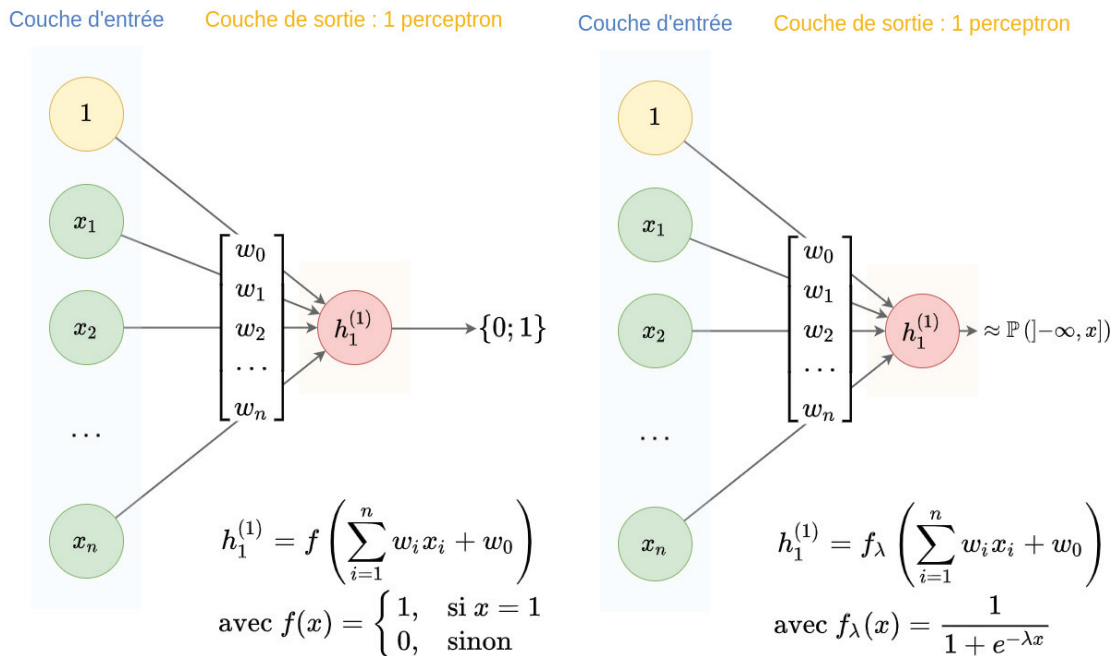 Couche d'entrée
Couche de sortie : 1 perceptron
1
x₁
x₂
...
xₙ
w₀
w₁
w₂
...
wₙ
h₁⁽¹⁾
{0;1}
h₁⁽¹⁾ = f (∑ᵢ₌₁ⁿ wᵢxᵢ + w₀)
avec f(x) = { 1, si x = 1
0, sinon
Couche d'entrée
Couche de sortie : 1 perceptron
1
x₁
x₂
...
xₙ
w₀
w₁
w₂
...
wₙ
h₁⁽¹⁾
≈ ℙ (]−∞, x])
h₁⁽¹⁾ = f_λ (∑ᵢ₌₁ⁿ wᵢxᵢ + w₀)
avec f_λ(x) = 1 / (1 + e^{−λx})